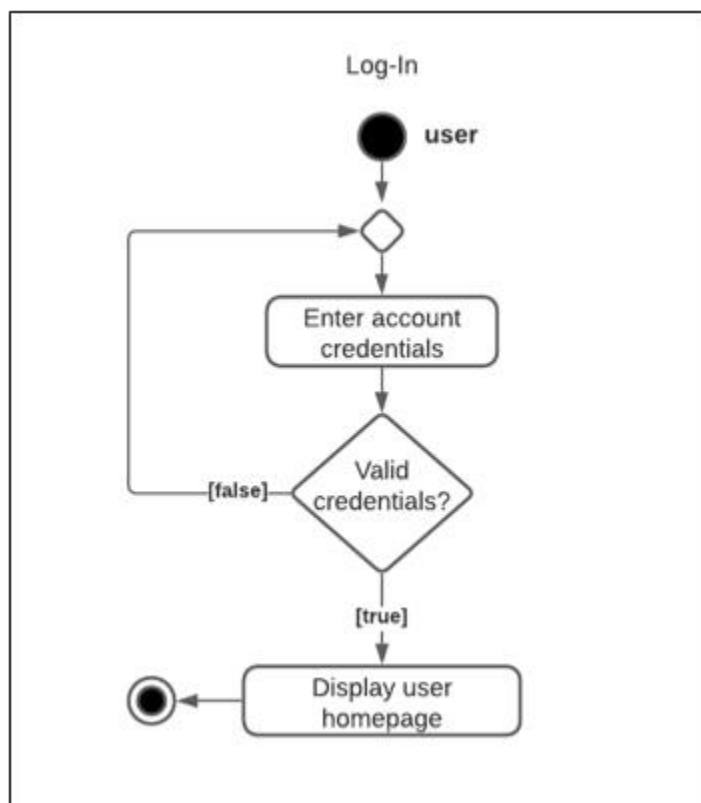 Log-In
user
Enter account
credentials
Valid
credentials?
[false]
[true]
Display user
homepage